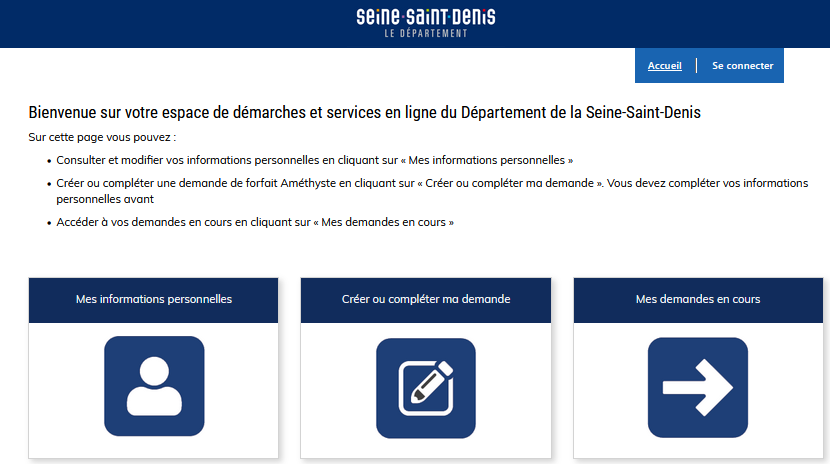 seine-saint-denis
LE DÉPARTEMENT
Accueil
Se connecter
Bienvenue sur votre espace de démarches et services en ligne du Département de la Seine-Saint-Denis
Sur cette page vous pouvez :
• Consulter et modifier vos informations personnelles en cliquant sur « Mes informations personnelles »
• Créer ou compléter une demande de forfait Améthyste en cliquant sur « Créer ou compléter ma demande ». Vous devez compléter vos informations
personnelles avant
• Accéder à vos demandes en cours en cliquant sur « Mes demandes en cours »
Mes informations personnelles
Créer ou compléter ma demande
Mes demandes en cours